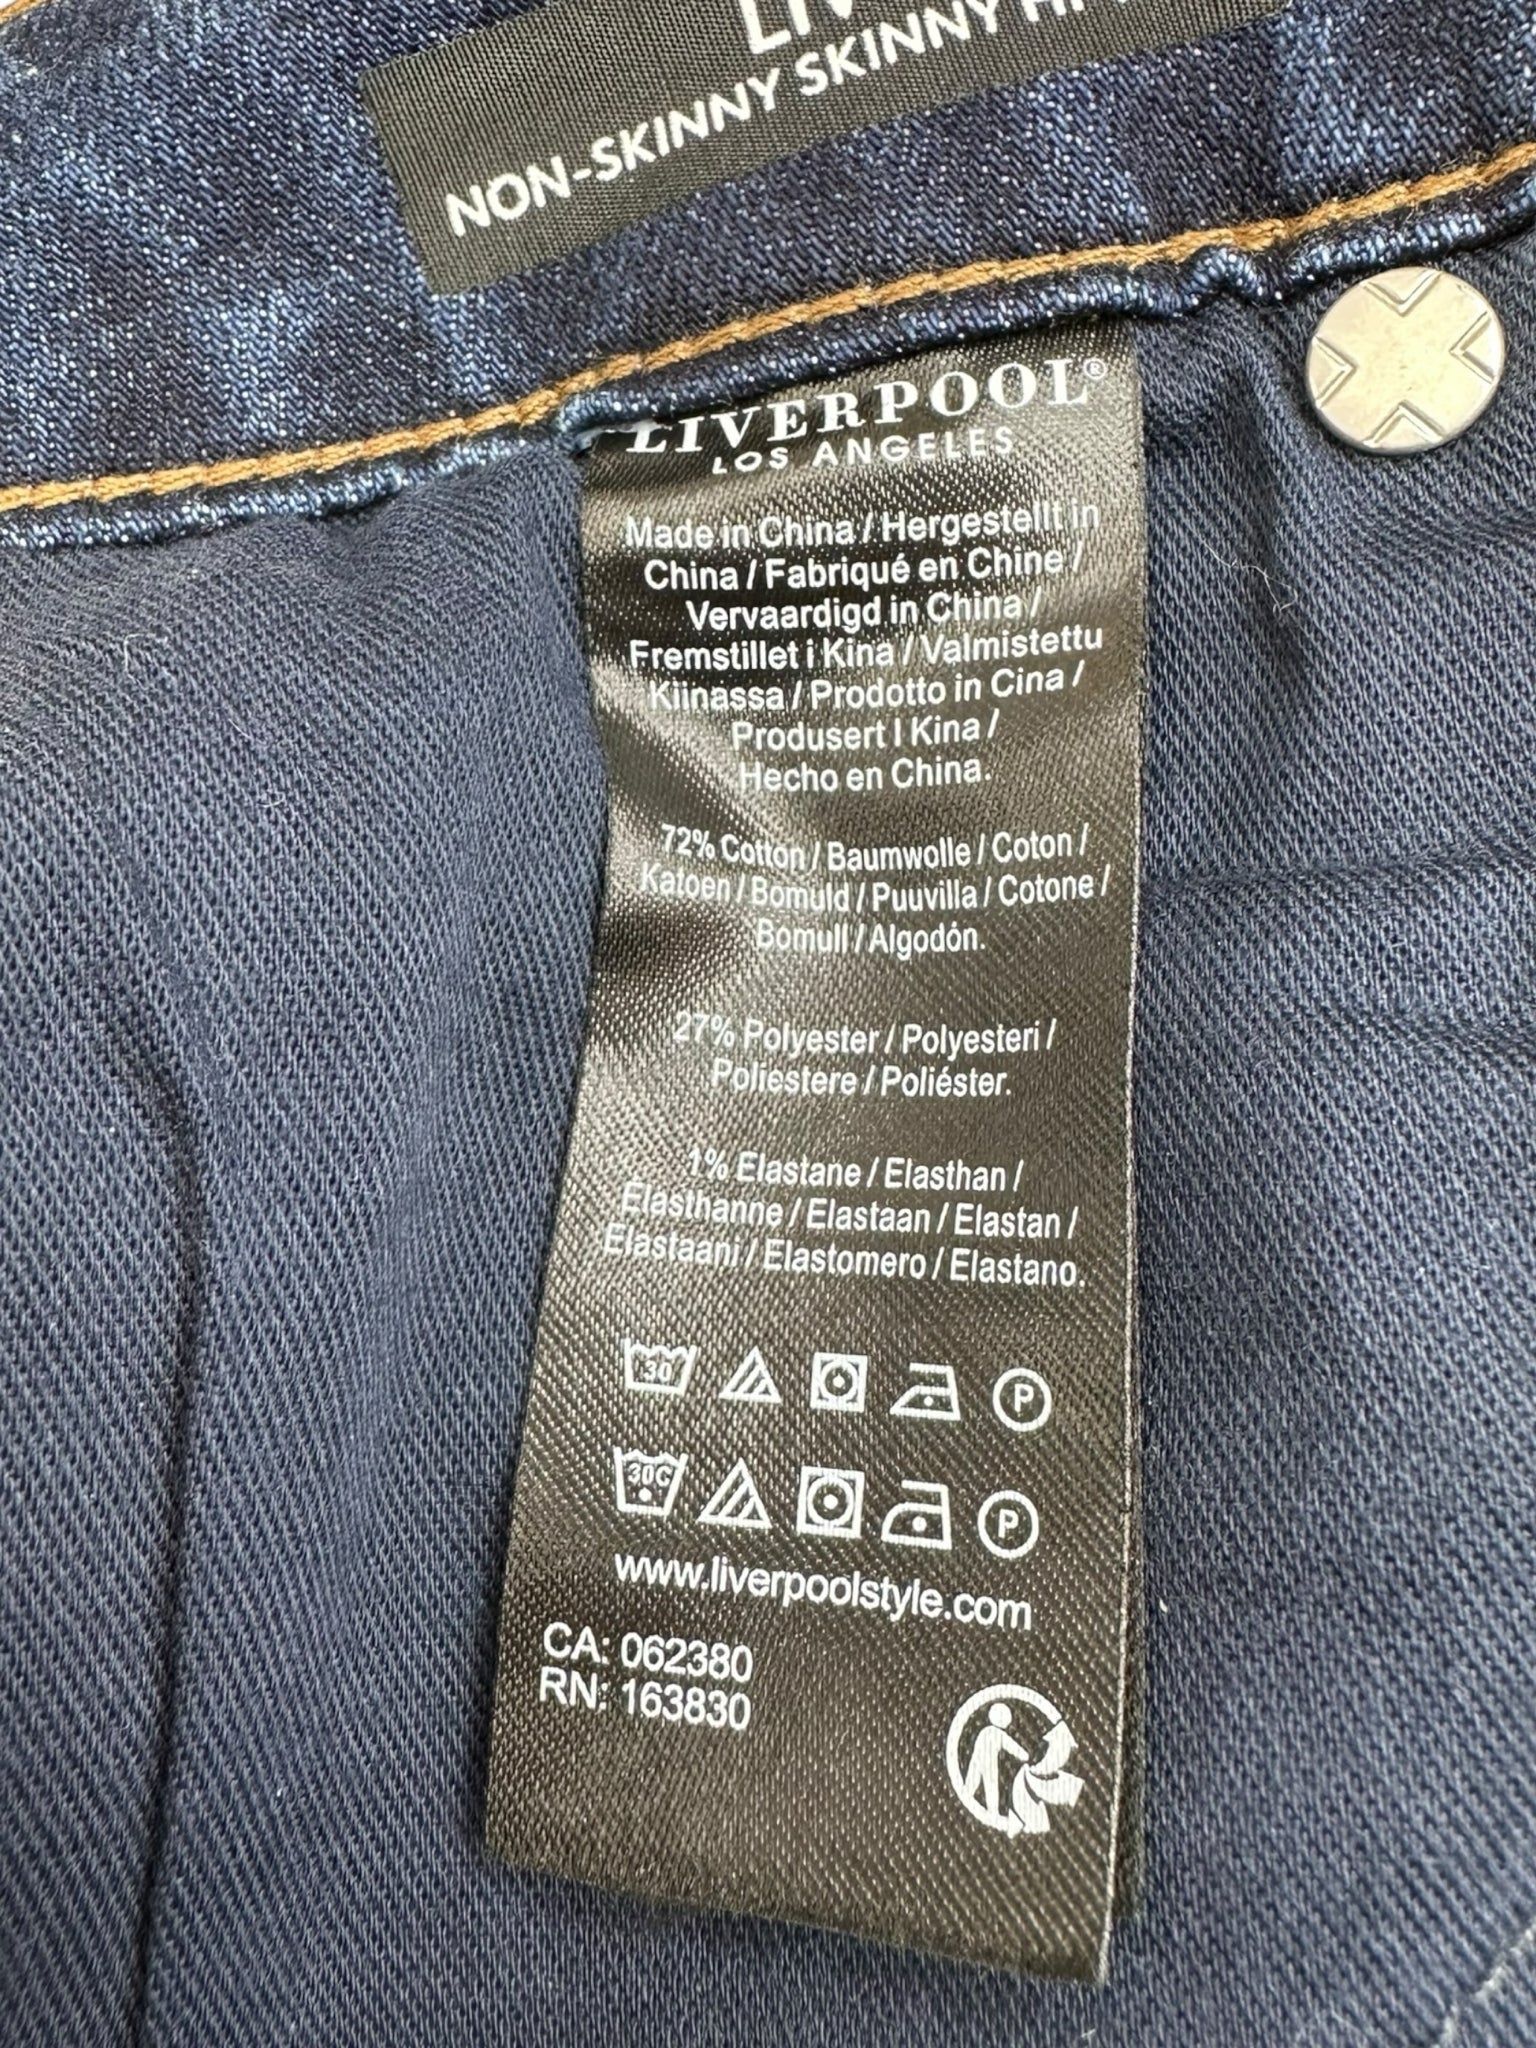 LIV
NON-SKINNY SKINNY
LIVERPOOL®
LOS ANGELES
Made in China / Hergestellt in
China / Fabriqué en Chine /
Vervaardigd in China /
Fremstillet i Kina / Valmistettu
Kiinassa / Prodotto in Cina /
Produsert I Kina /
Hecho en China.
72% Cotton / Baumwolle / Coton /
Katoen / Bomuld / Puuvilla / Cotone /
Bomull / Algodón.
27% Polyester / Polyesteri /
Poliestere / Poliéster.
1% Elastane / Elasthan /
Elasthanne / Elastaan / Elastan /
Elastaani / Elastomero / Elastano.
30 P
30C P
www.liverpoolstyle.com
CA: 062380
RN: 163830